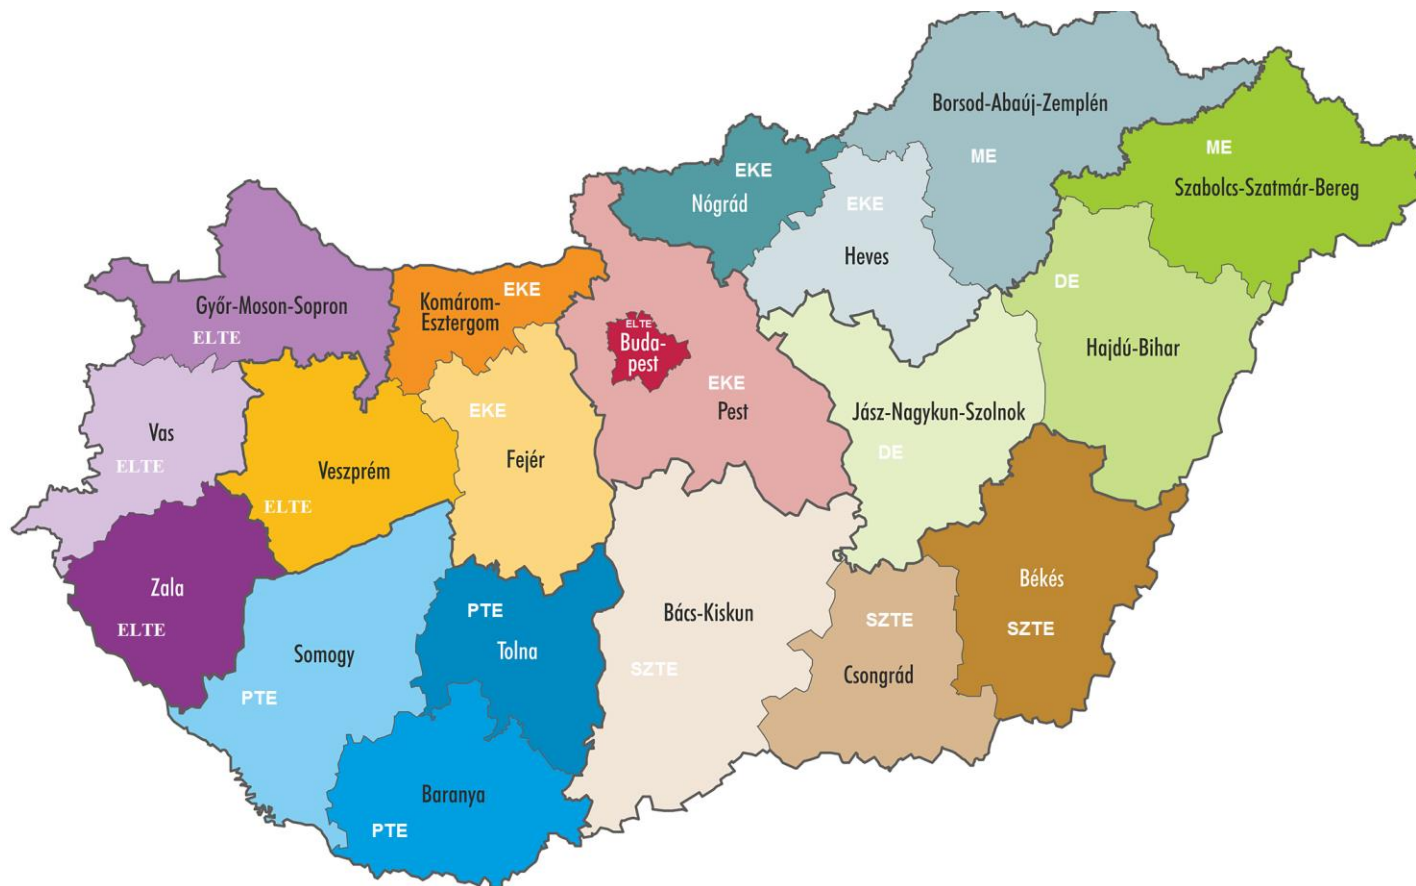 Borsod-Abaúj-Zemplén
ME
ME
Szabolcs-Szatmár-Bereg
EKE
Nógrád
EKE
Heves
DE
Hajdú-Bihar
Győr-Moson-Sopron
ELTE
EKE
Komárom-
Esztergom
ELTE
Buda-
pest
EKE
Pest
Jász-Nagykun-Szolnok
DE
Vas
ELTE
Veszprém
ELTE
EKE
Fejér
Zala
ELTE
Somogy
PTE
PTE
Tolna
Bács-Kiskun
SZTE
SZTE
Csongrád
Békés
SZTE
Baranya
PTE